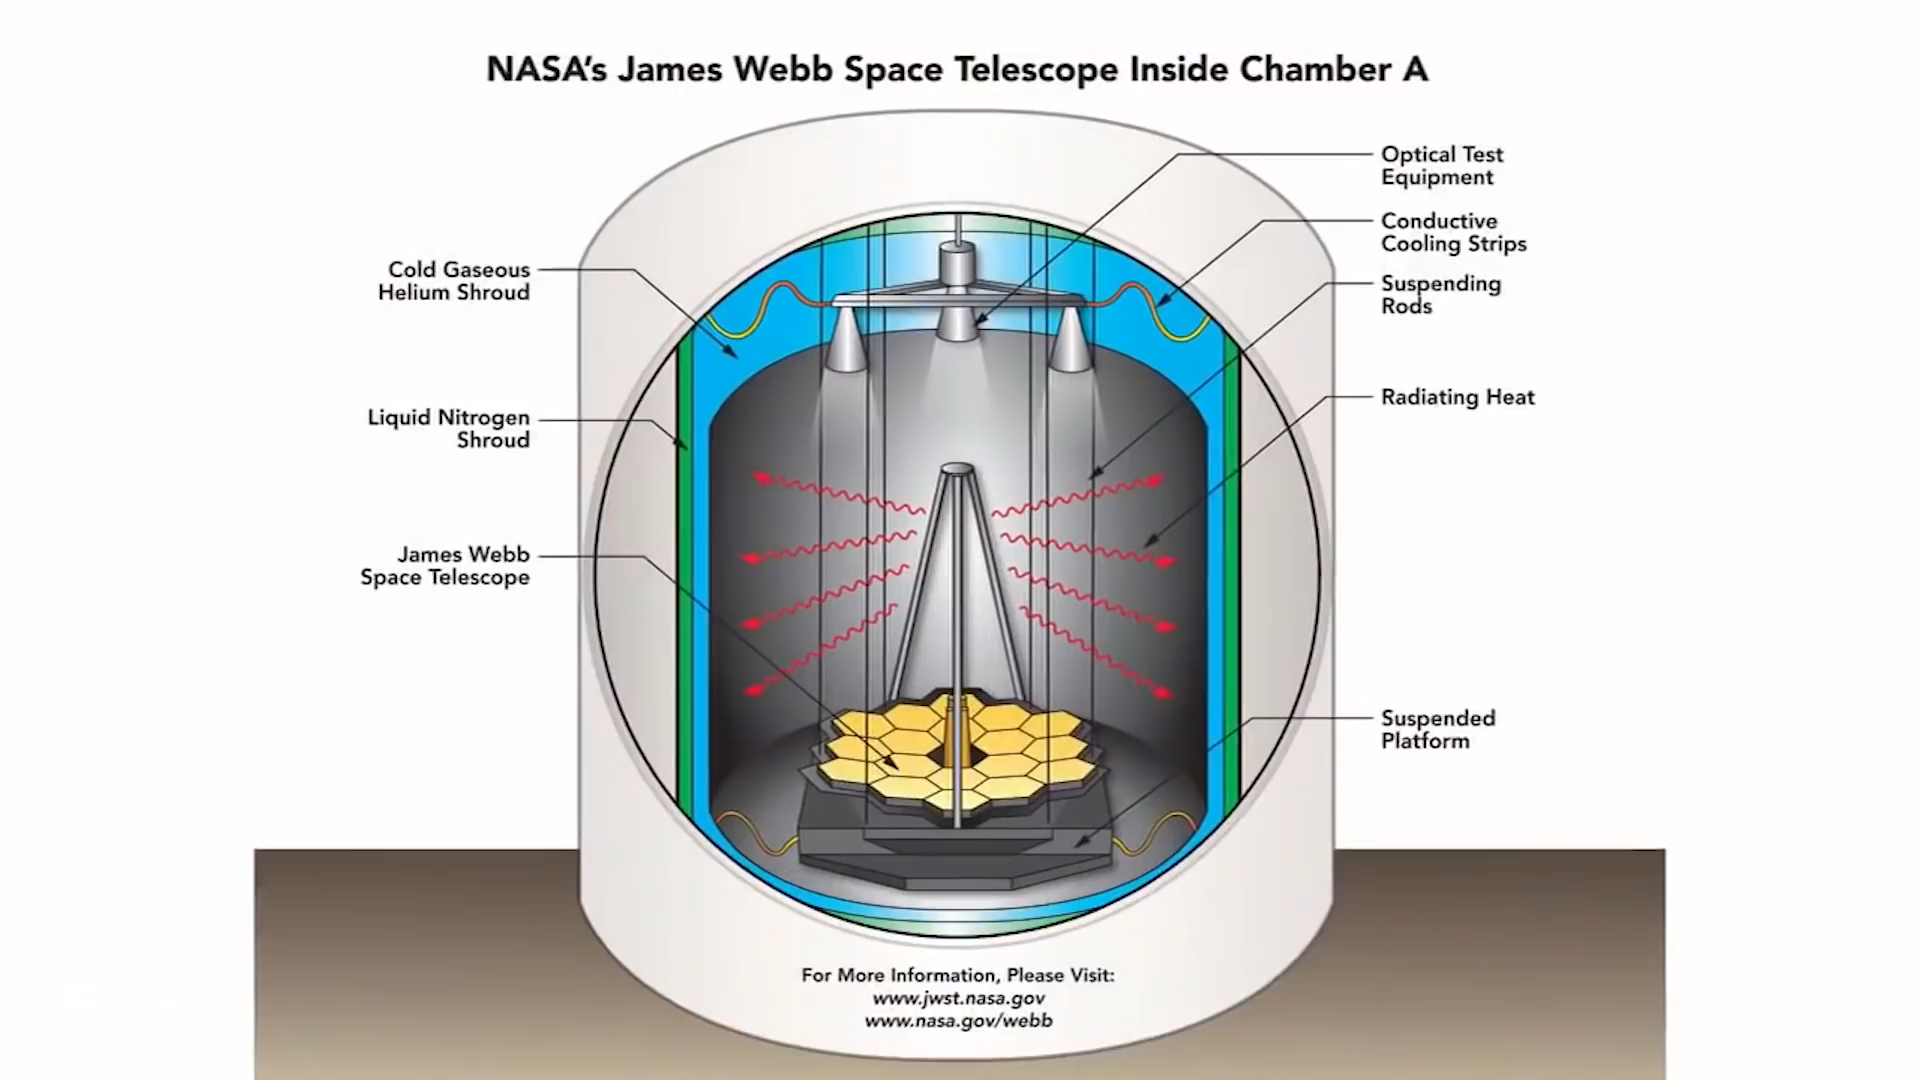 NASA's James Webb Space Telescope Inside Chamber A
Optical Test
Equipment
Conductive
Cooling Strips
Suspending
Rods
Radiating Heat
Suspended
Platform
Cold Gaseous
Helium Shroud
Liquid Nitrogen
Shroud
James Webb
Space Telescope
For More Information, Please Visit:
www.jwst.nasa.gov
www.nasa.gov/webb